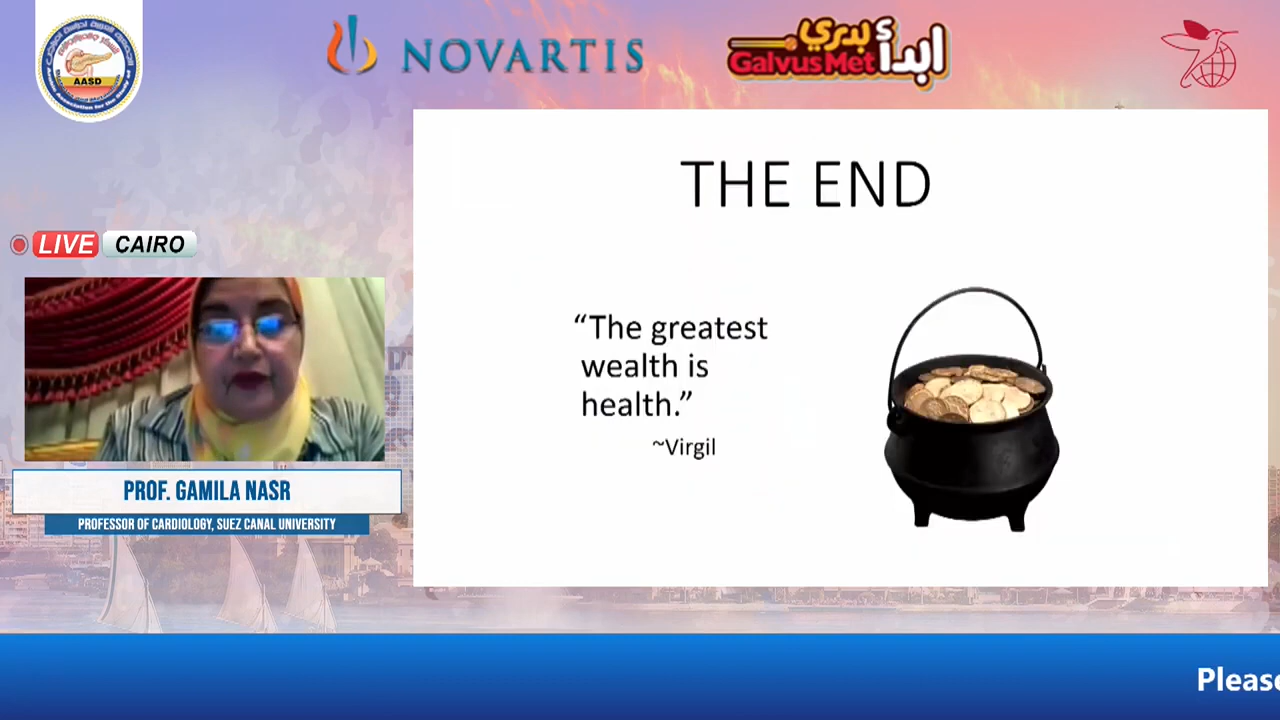 AASD
NOVARTIS
ابدأ بدري
GalvusMet
THE END
LIVE CAIRO
“The greatest
wealth is
health.”
~Virgil
PROF. GAMILA NASR
PROFESSOR OF CARDIOLOGY, SUEZ CANAL UNIVERSITY
Please